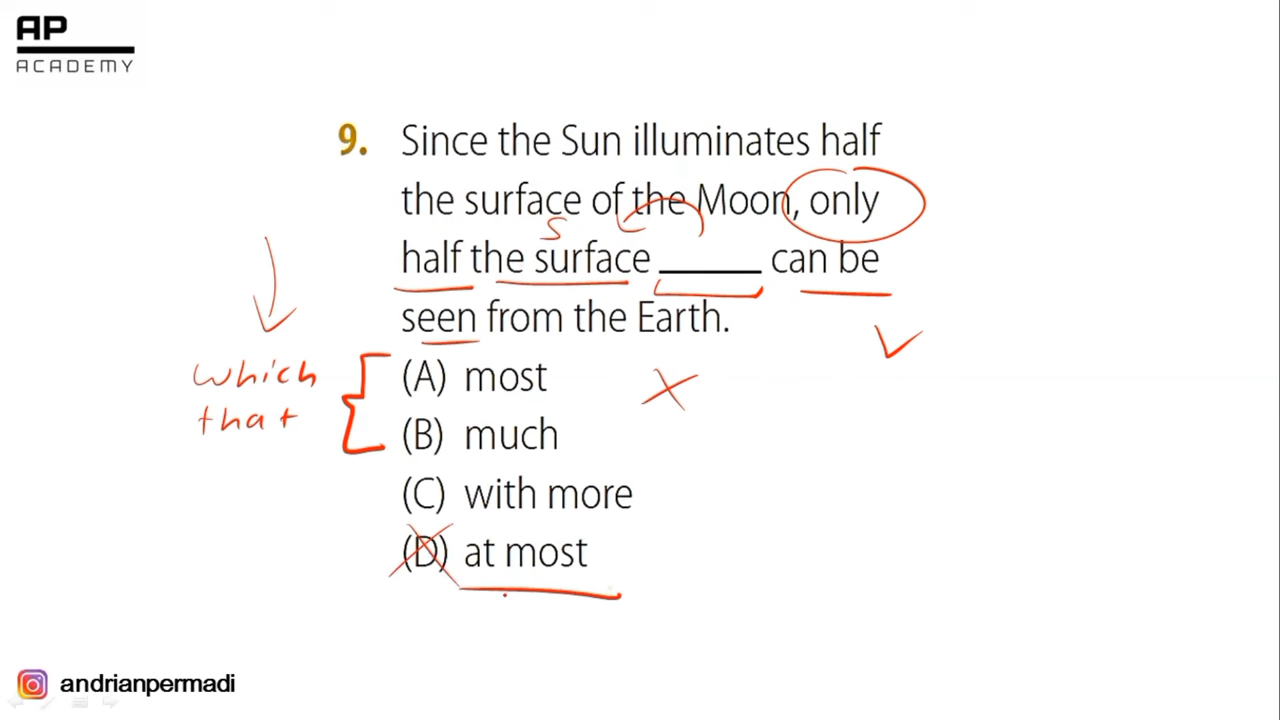 AP
ACADEMY
9. Since the Sun illuminates half
the surface of the Moon, only
s
half the surface ______ can be
seen from the Earth.
which
that
(A) most
(B) much
(C) with more
(D) at most
andrianpermadi